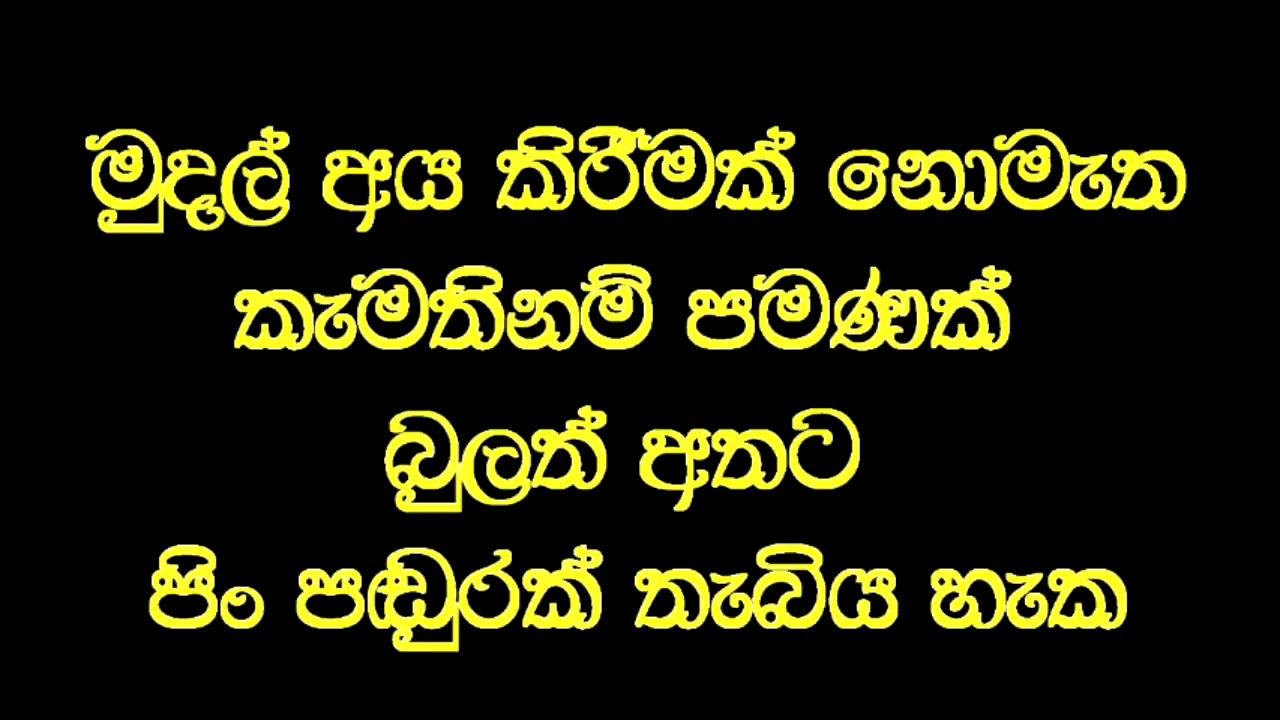 මුදල් අය කිරීමක් නොමැත
කැමතිනම් පමණක්
බුලත් අතට
පිං පඬුරක් තැබිය හැක